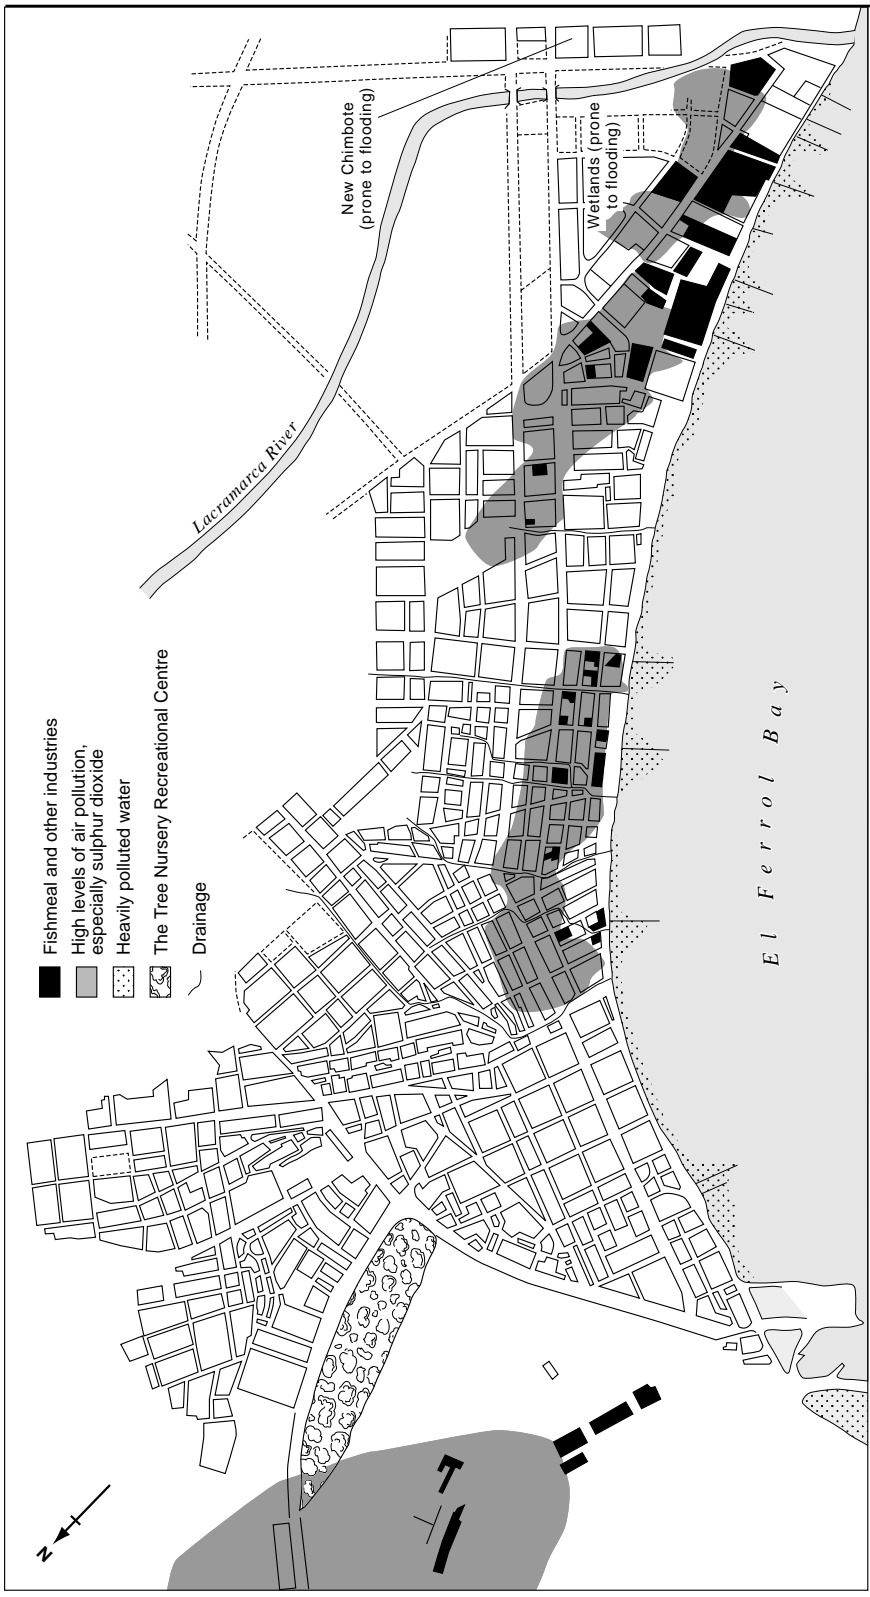 Fishmeal and other industries
High levels of air pollution,
especially sulphur dioxide
Heavily polluted water
The Tree Nursery Recreational Centre
Drainage
Lacramarca River
New Chimbote
(prone to flooding)
Wetlands (prone
to flooding)
El Ferrol Bay
N